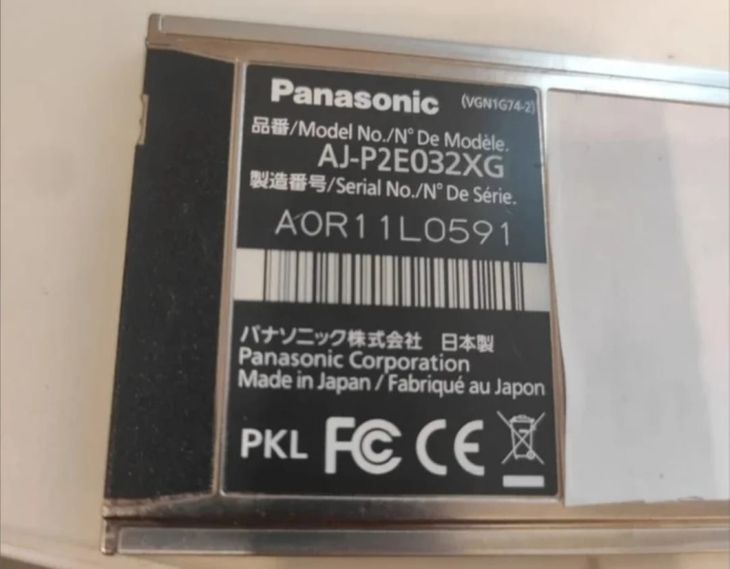 Panasonic (VGN1G74-2)
品番/Model No./N° De Modèle.
AJ-P2E032XG
製造番号/Serial No./N° De Série.
A0R11L0591
パナソニック株式会社 日本製
Panasonic Corporation
Made in Japan / Fabriqué au Japon
PKL FC CE